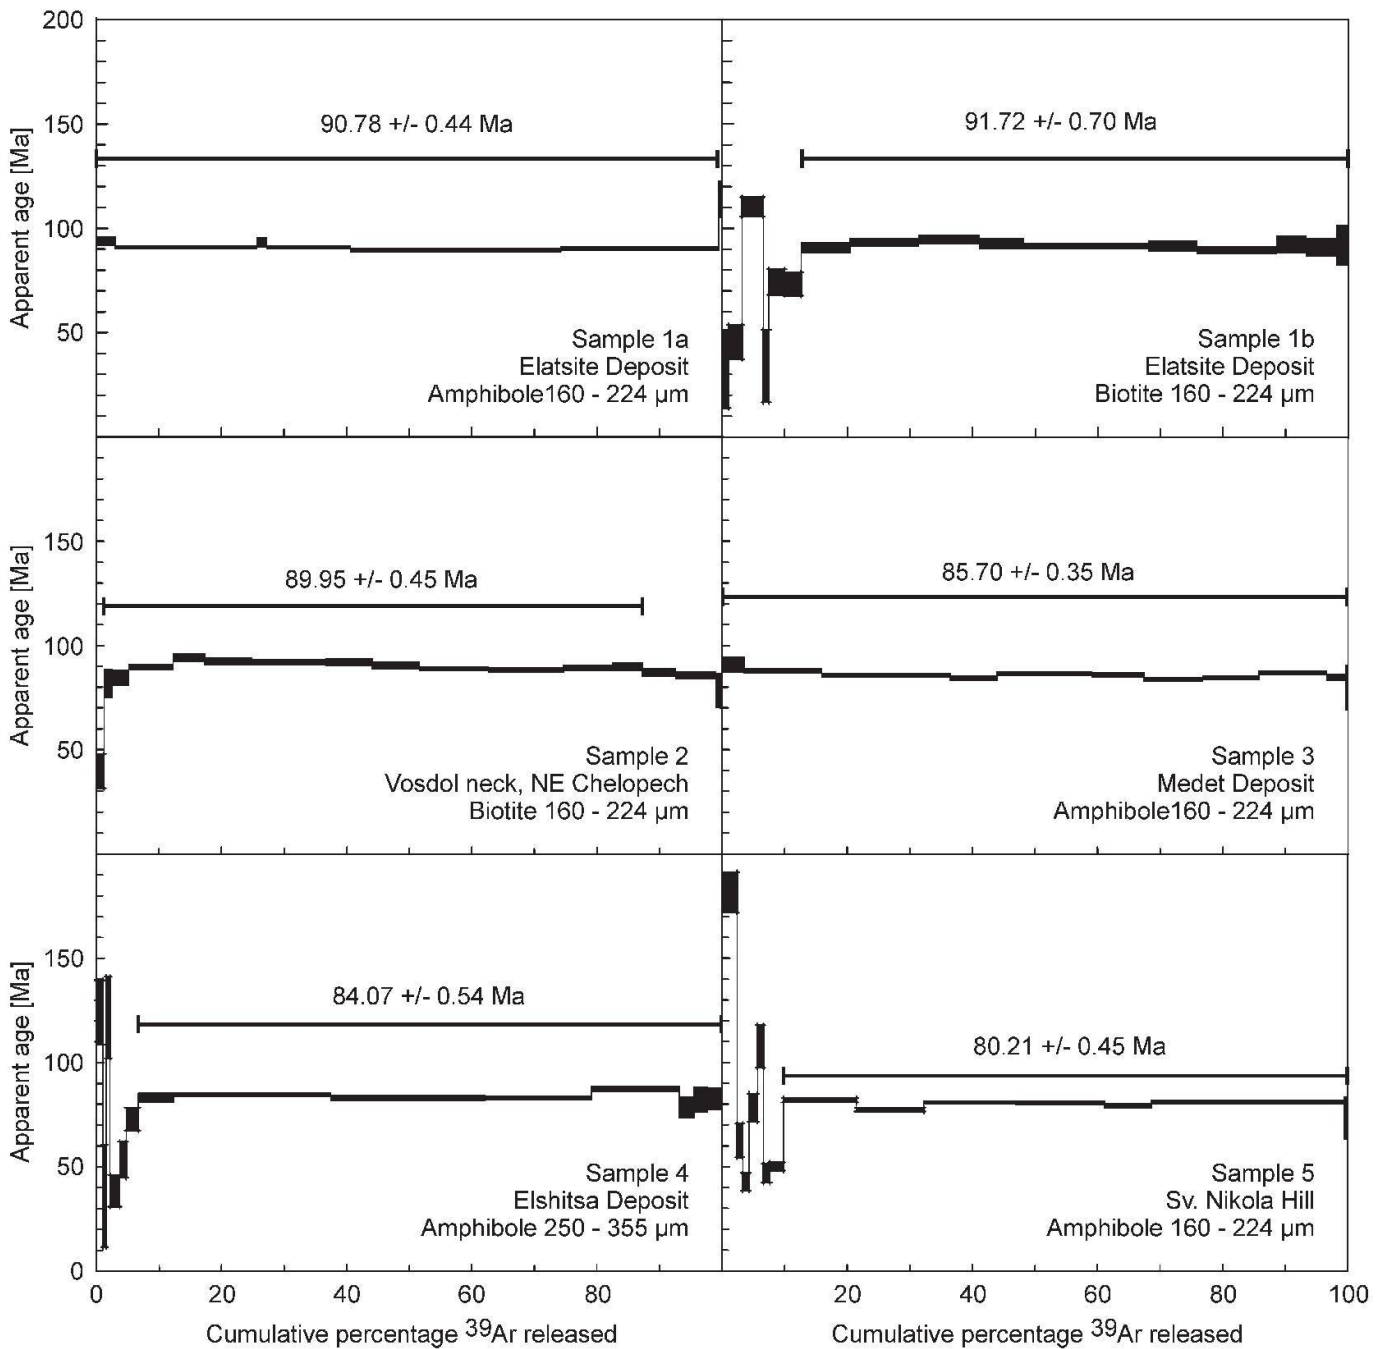 200
150
100
50
Apparent age [Ma]
90.78 +/- 0.44 Ma
Sample 1a
Elatsite Deposit
Amphibole160 - 224 µm
91.72 +/- 0.70 Ma
Sample 1b
Elatsite Deposit
Biotite 160 - 224 µm
150
100
50
Apparent age [Ma]
89.95 +/- 0.45 Ma
Sample 2
Vosdol neck, NE Chelopech
Biotite 160 - 224 µm
85.70 +/- 0.35 Ma
Sample 3
Medet Deposit
Amphibole160 - 224 µm
150
100
50
0
Apparent age [Ma]
84.07 +/- 0.54 Ma
Sample 4
Elshitsa Deposit
Amphibole 250 - 355 µm
80.21 +/- 0.45 Ma
Sample 5
Sv. Nikola Hill
Amphibole 160 - 224 µm
0 20 40 60 80
20 40 60 80 100
Cumulative percentage ³⁹Ar released
Cumulative percentage ³⁹Ar released